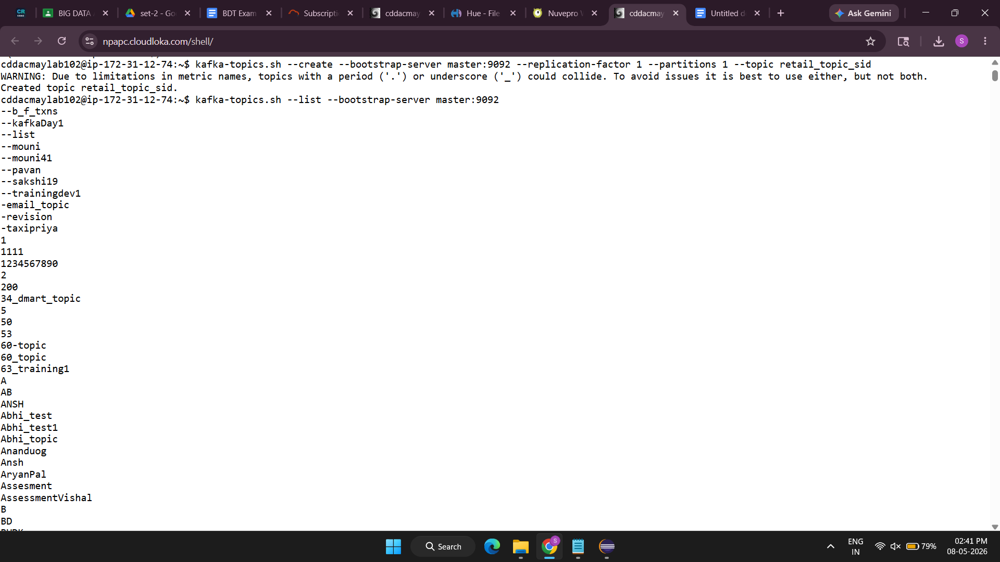 CR
CDAC
BIG DATA
set-2 - Go
BDT Exam
Subscripti
cddacmay
Hue - File
Nuvepro
cddacmay
Untitled d
Ask Gemini
npapc.cloudloka.com/shell/
S
cddacmaylab102@ip-172-31-12-74:~$ kafka-topics.sh --create --bootstrap-server master:9092 --replication-factor 1 --partitions 1 --topic retail_topic_sid
WARNING: Due to limitations in metric names, topics with a period ('.') or underscore ('_') could collide. To avoid issues it is best to use either, but not both.
Created topic retail_topic_sid.
cddacmaylab102@ip-172-31-12-74:~$ kafka-topics.sh --list --bootstrap-server master:9092
--b_f_txns
--kafkaDay1
--list
--mouni
--mouni41
--pavan
--sakshi19
--trainingdev1
-email_topic
-revision
-taxipriya
1
1111
1234567890
2
200
34_dmart_topic
5
50
53
60-topic
60_topic
63_training1
A
AB
ANSH
Abhi_test
Abhi_test1
Abhi_topic
Ananduog
Ansh
AryanPal
Assesment
AssessmentVishal
B
BD
Search
S
ENG
IN
79%
02:41 PM
08-05-2026